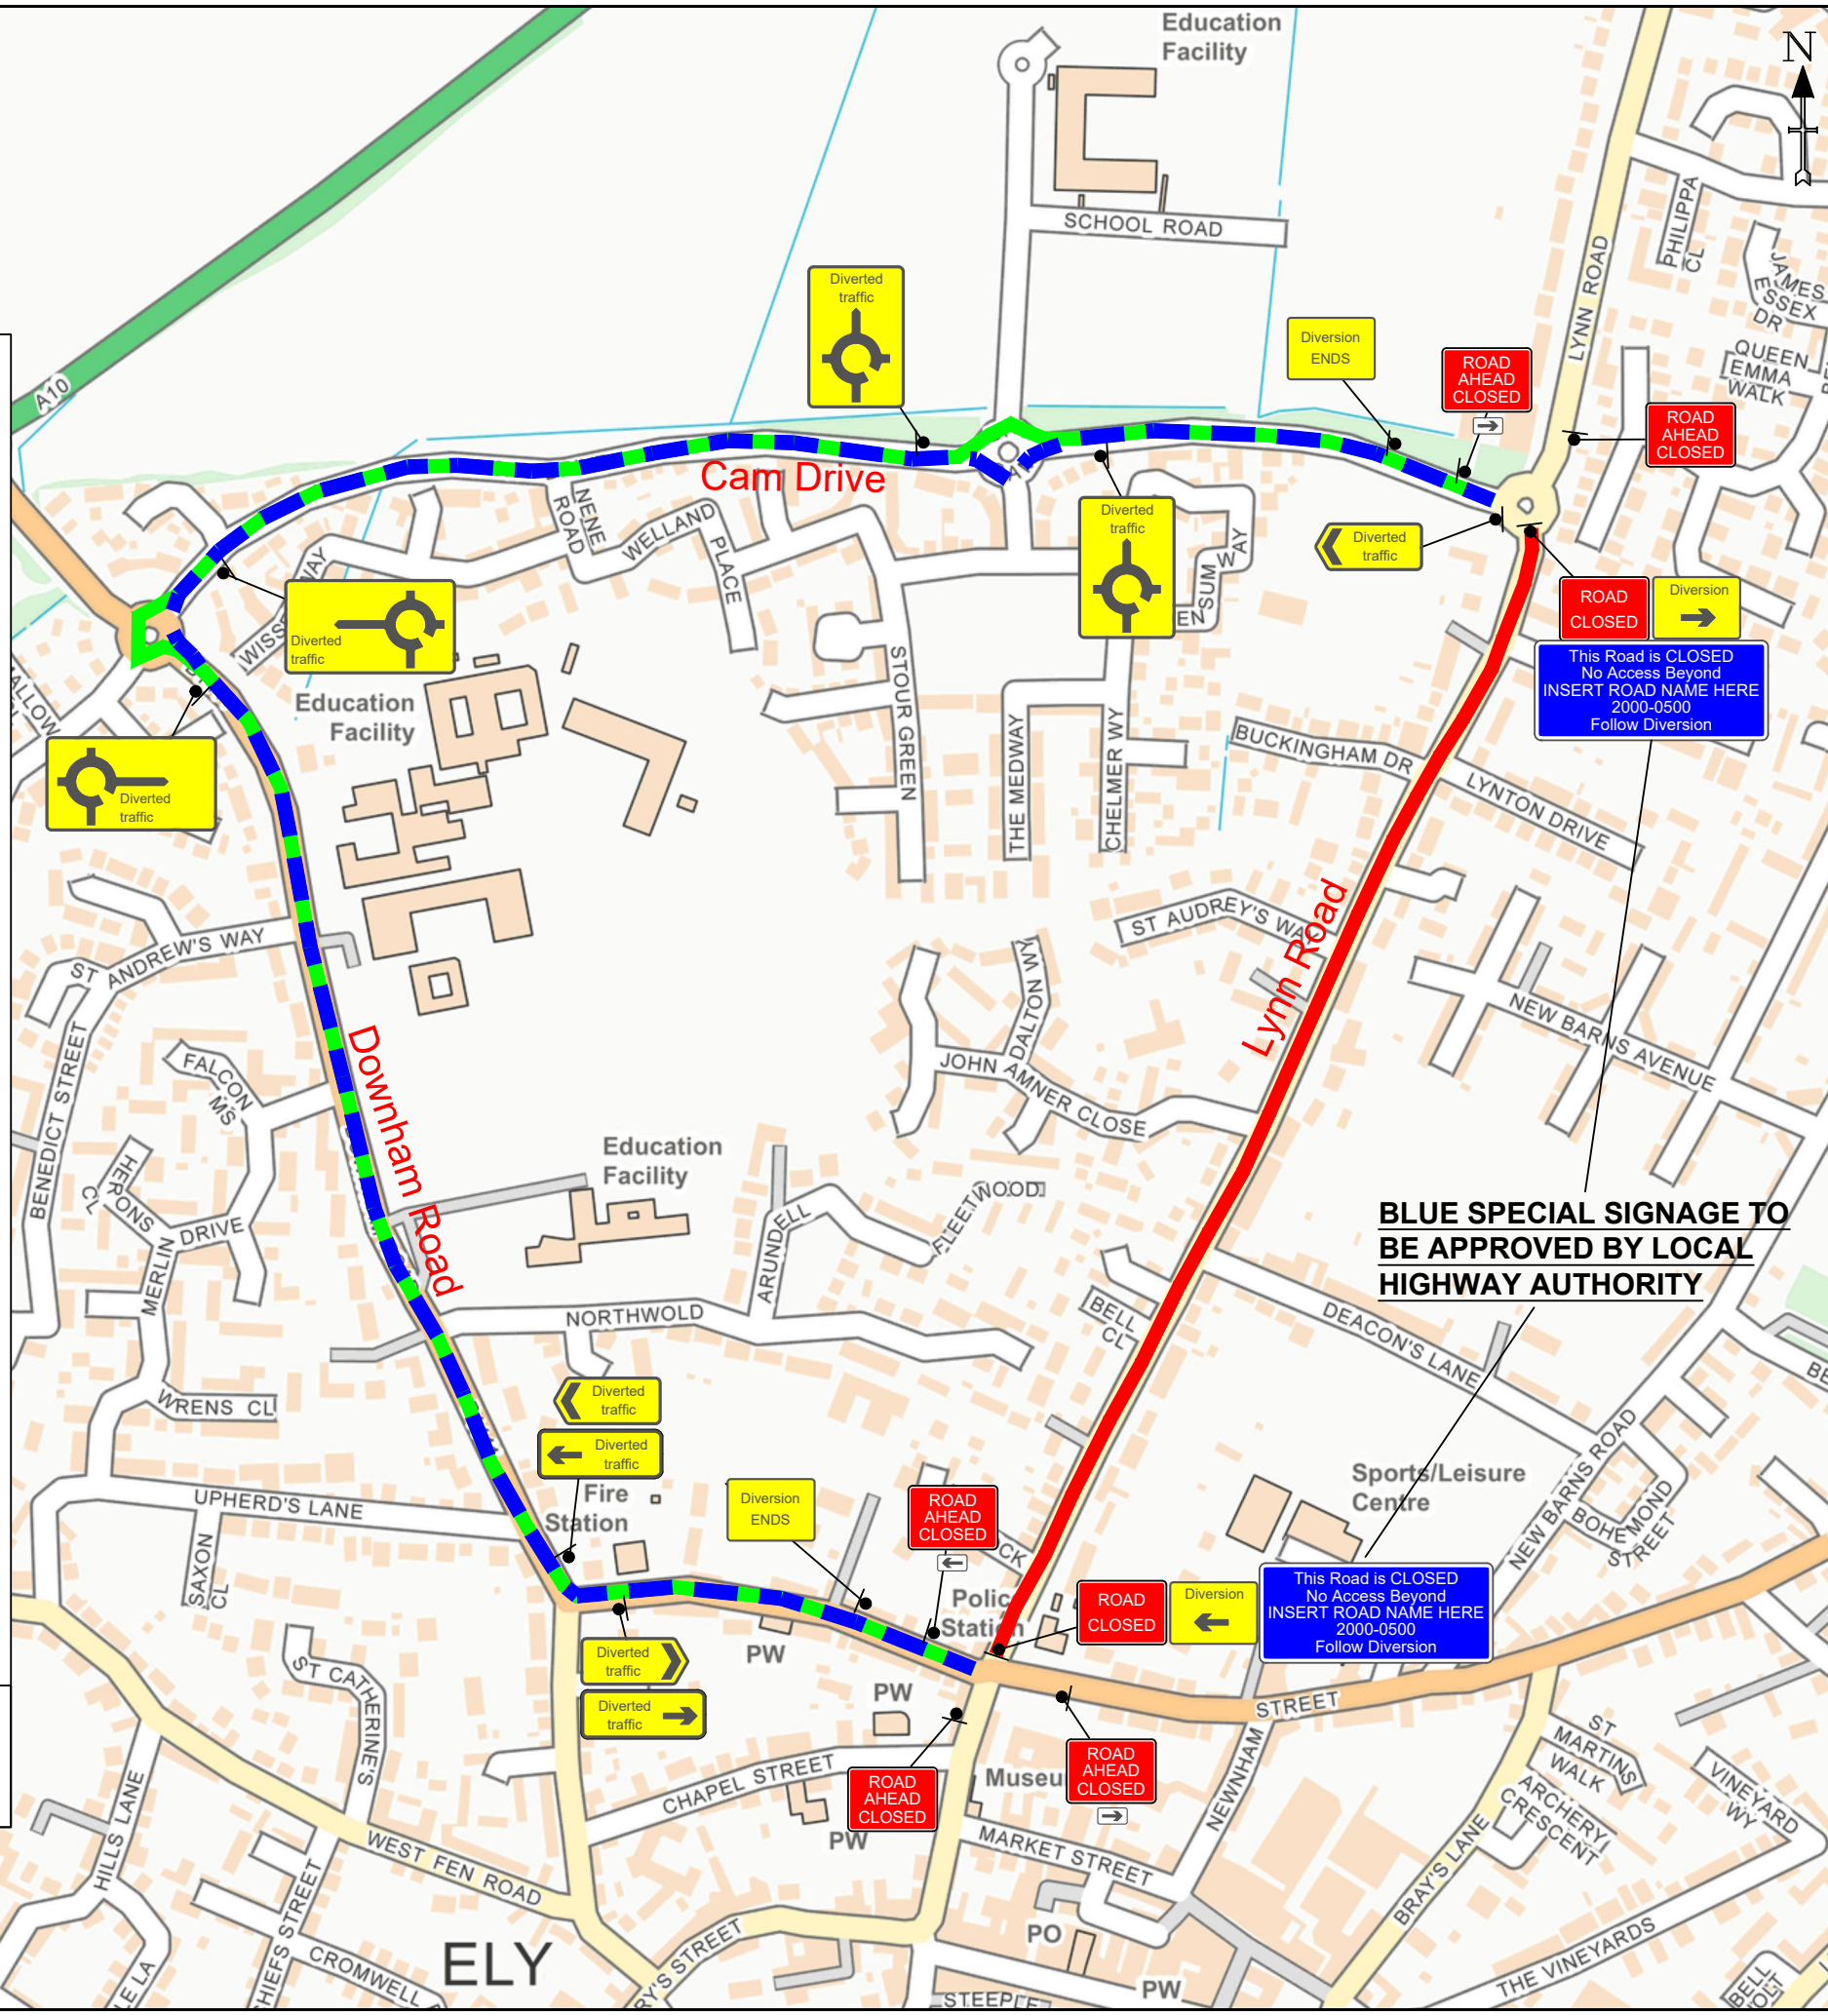 Education
Facility
N
SCHOOL ROAD
PHILIPPA
CL
LYNN ROAD
JAMES
ESSEX
DR
QUEEN
EMMA
WALK
A10
Diverted
traffic
Diversion
ENDS
ROAD
AHEAD
CLOSED
ROAD
AHEAD
CLOSED
Cam Drive
NENE
ROAD
WELLAND
PLACE
Diverted
traffic
Diverted
traffic
WAY
ROAD
CLOSED
Diversion
This Road is CLOSED
No Access Beyond
INSERT ROAD NAME HERE
2000-0500
Follow Diversion
Diverted
traffic
Education
Facility
Diverted
traffic
STOUR GREEN
THE MEDWAY
CHELMER WY
BUCKINGHAM DR
LYNTON DRIVE
ST AUDREY'S WAY
Lynn Road
ST ANDREW'S WAY
NEW BARNS AVENUE
DALTON WY
JOHN AMNER CLOSE
BENEDICT STREET
FALCON
MS
Downham Road
HERONS
CL
MERLIN DRIVE
Education
Facility
ARUNDELL
FLEETWOOD
BLUE SPECIAL SIGNAGE TO
BE APPROVED BY LOCAL
HIGHWAY AUTHORITY
NORTHWOLD
BELL
CL
DEACON'S LANE
WRENS CL
Diverted
traffic
Diverted
traffic
Fire
Station
Diversion
ENDS
ROAD
AHEAD
CLOSED
Sports/Leisure
Centre
NEW BARNS ROAD
BOHEMOND
STREET
UPHERD'S LANE
SAXON
CL
Police
Station
ROAD
CLOSED
Diversion
This Road is CLOSED
No Access Beyond
INSERT ROAD NAME HERE
2000-0500
Follow Diversion
Diverted
traffic
Diverted
traffic
PW
PW
STREET
ST CATHERINE'S
ROAD
AHEAD
CLOSED
ROAD
AHEAD
CLOSED
CHAPEL STREET
PW
NEWNHAM
ST
MARTINS
WALK
ARCHERY
CRESCENT
VINEYARD
WY
HILLS LANE
WEST FEN ROAD
MARKET STREET
BRAY'S LANE
CHIEFS STREET
CROMWELL
ELY
PO
PW
THE VINEYARDS
STEEPLE